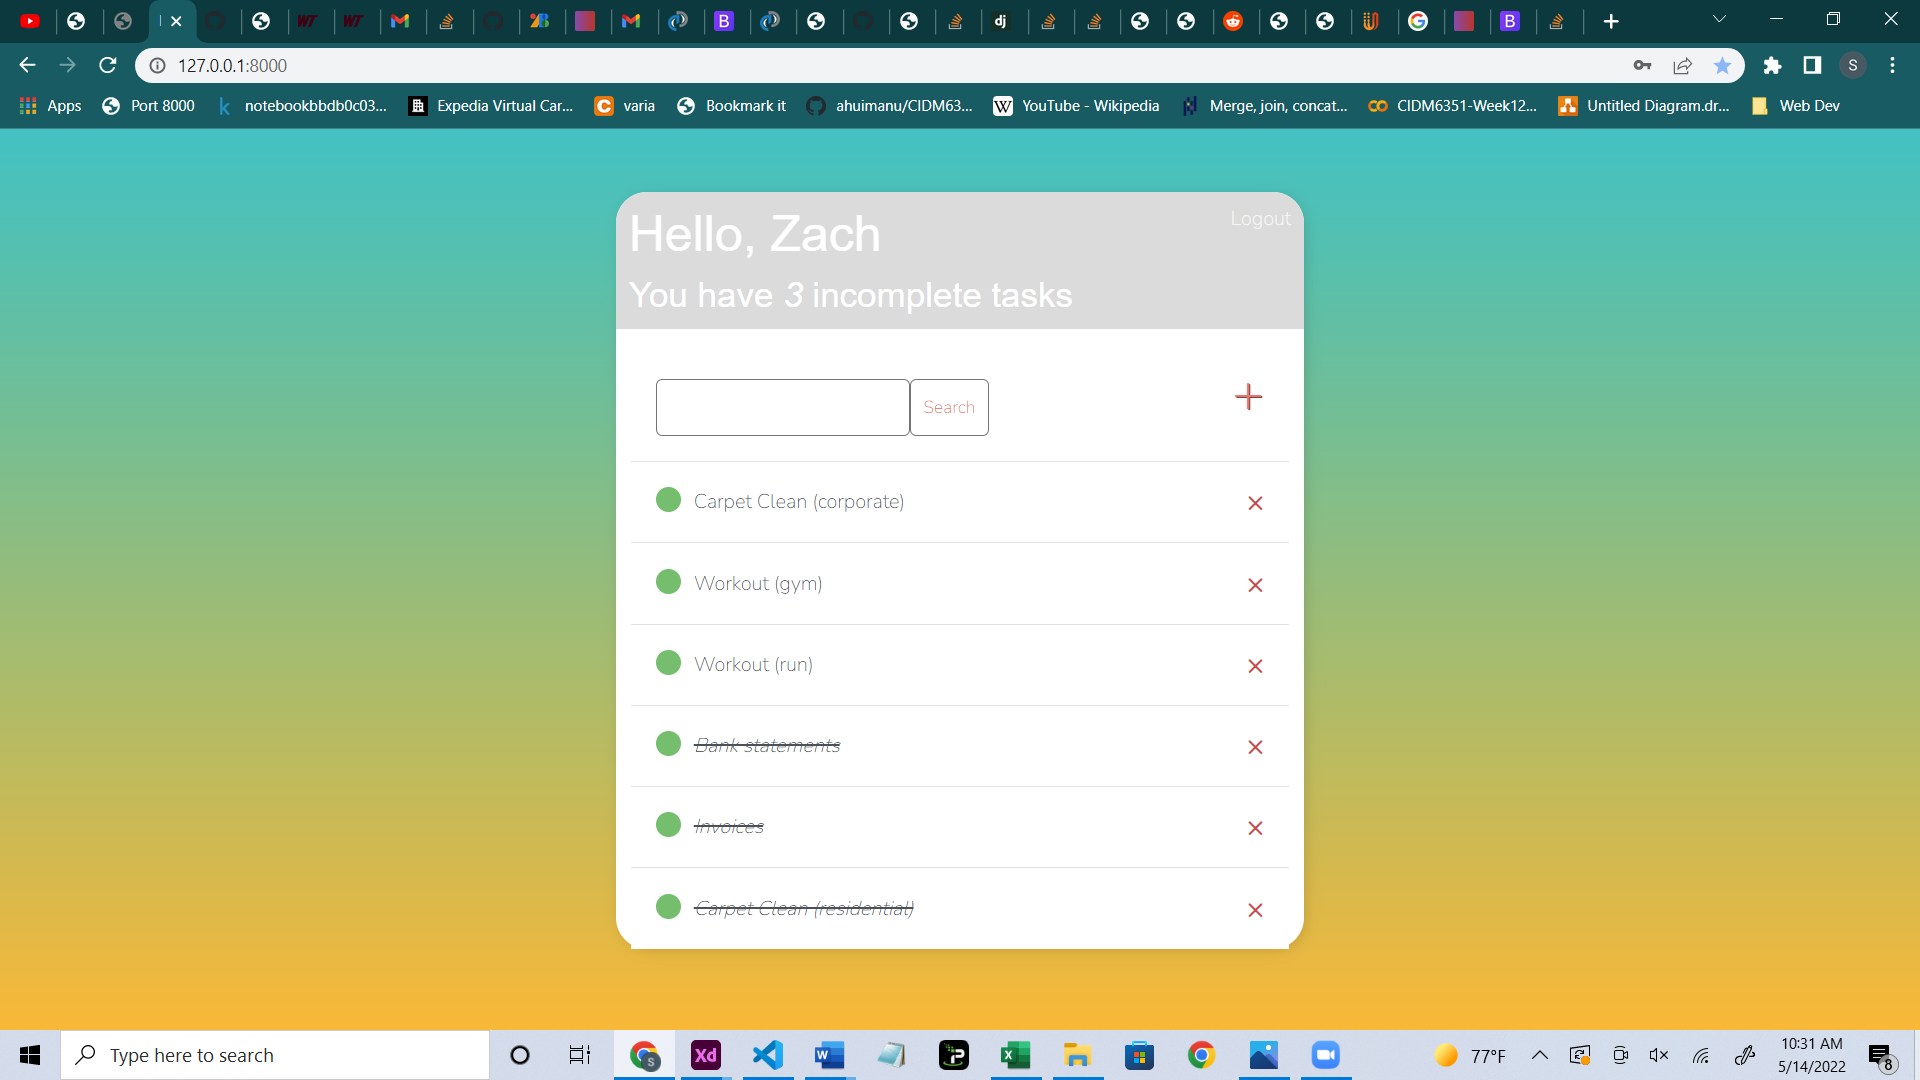 127.0.0.1:8000
S
Apps
Port 8000
notebookbbdb0c03...
Expedia Virtual Car...
varia
Bookmark it
ahuimanu/CIDM63...
YouTube - Wikipedia
Merge, join, concat...
CIDM6351-Week12...
Untitled Diagram.dr...
Web Dev
Hello, Zach
Logout
You have 3 incomplete tasks
Search
Carpet Clean (corporate)
Workout (gym)
Workout (run)
Bank statements
Invoices
Carpet Clean (residential)
Type here to search
77°F
10:31 AM
5/14/2022
8